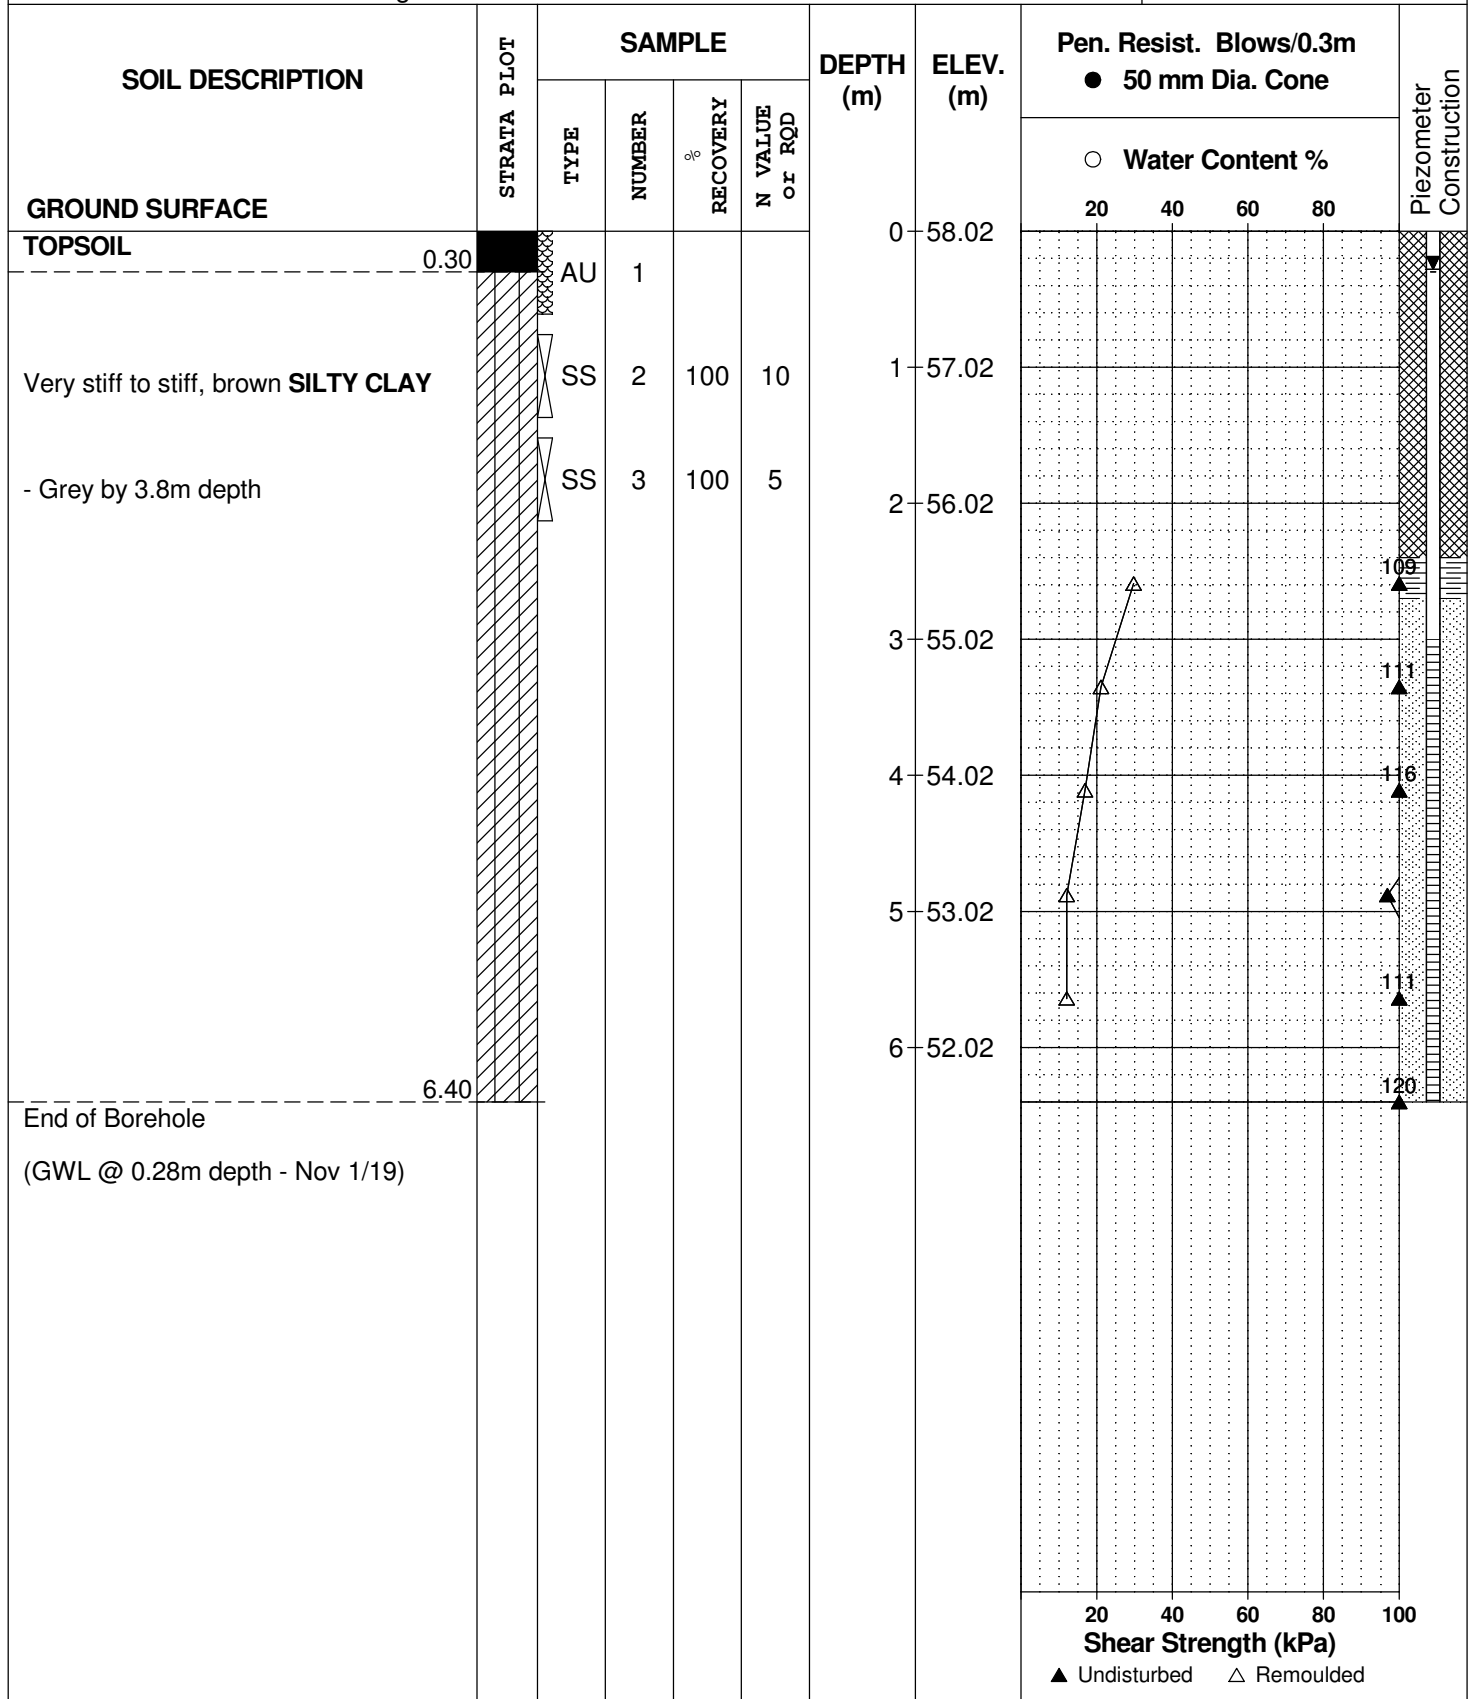 SOIL DESCRIPTION
GROUND SURFACE
STRATA PLOT
SAMPLE
TYPE
NUMBER
% RECOVERY
N VALUE or RQD
DEPTH (m)
ELEV. (m)
Pen. Resist. Blows/0.3m
● 50 mm Dia. Cone
○ Water Content %
20 40 60 80
Piezometer Construction
TOPSOIL
0.30
AU 1
0 58.02
Very stiff to stiff, brown SILTY CLAY
SS 2 100 10
1 57.02
- Grey by 3.8m depth
SS 3 100 5
2 56.02
109
3 55.02
111
4 54.02
116
5 53.02
111
6 52.02
6.40
120
End of Borehole
(GWL @ 0.28m depth - Nov 1/19)
20 40 60 80 100
Shear Strength (kPa)
▲ Undisturbed △ Remoulded